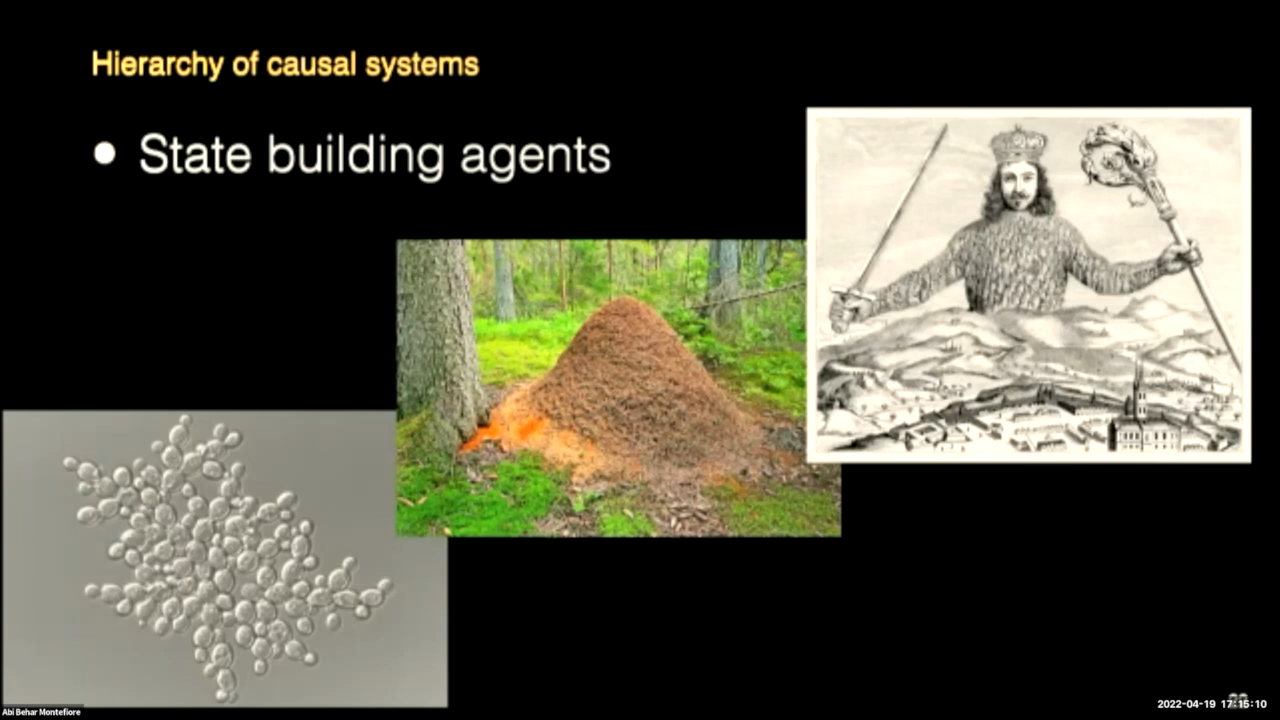 Hierarchy of causal systems
• State building agents
Abi Behar Montefiore
2022-04-19 17:15:10